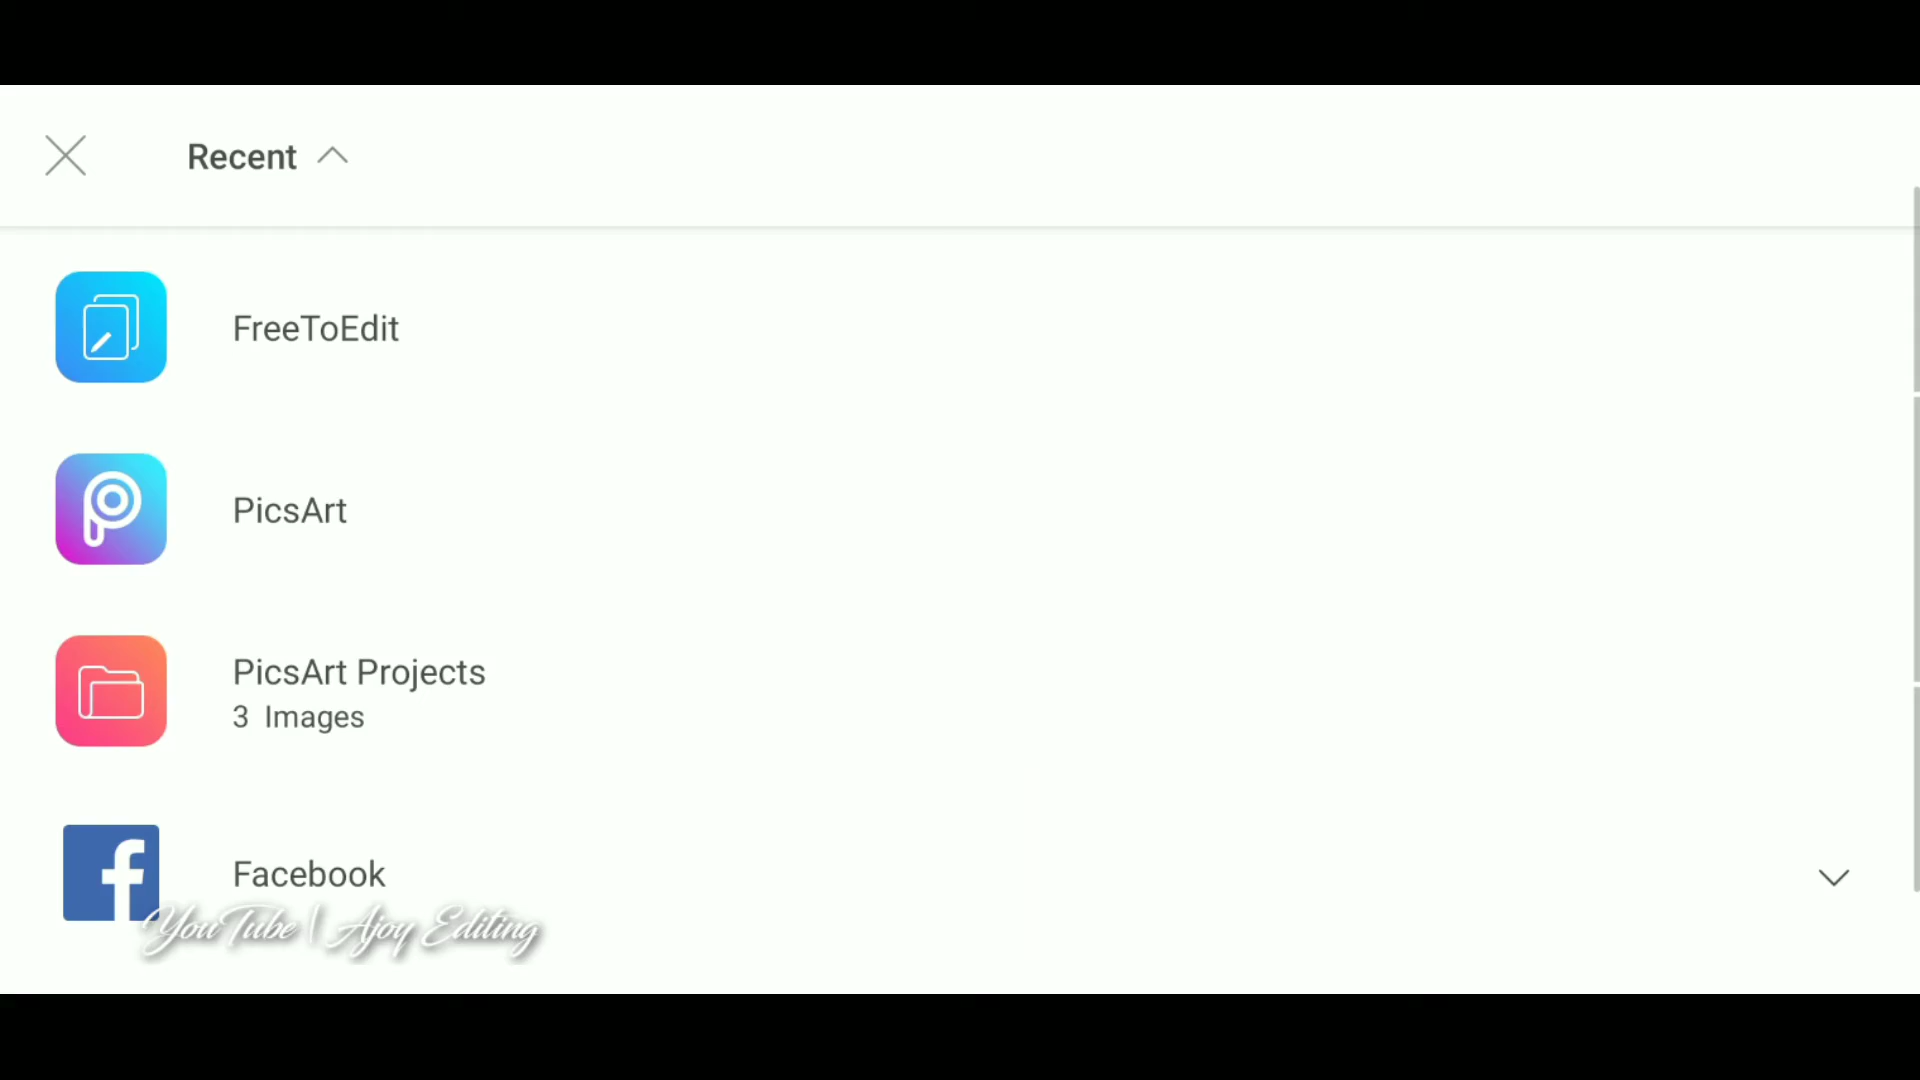 Recent
FreeToEdit
PicsArt
PicsArt Projects
3 Images
Facebook
YouTube | Ajoy Editing